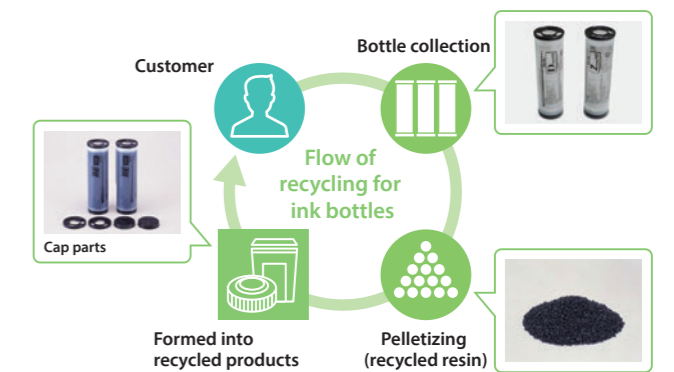 Customer
Bottle collection
Flow of
recycling for
ink bottles
Cap parts
Formed into
recycled products
Pelletizing
(recycled resin)